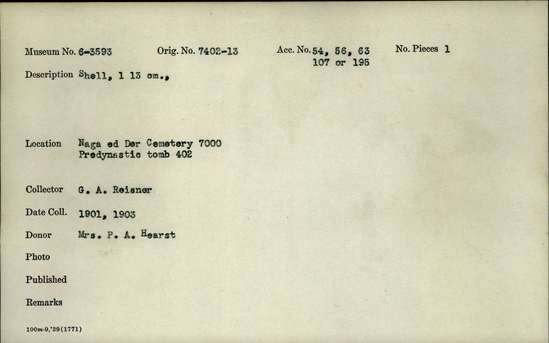 Museum No. 6-3593 Orig. No. 7402-13 Acc. No. 54, 56, 63 No. Pieces 1
107 or 195
Description Shell, l 13 cm.,
Location Naga ed Der Cemetery 7000
Predynastic tomb 402
Collector G. A. Reisner
Date Coll. 1901, 1903
Donor Mrs. P. A. Hearst
Photo
Published
Remarks
100m-9,'39(1771)